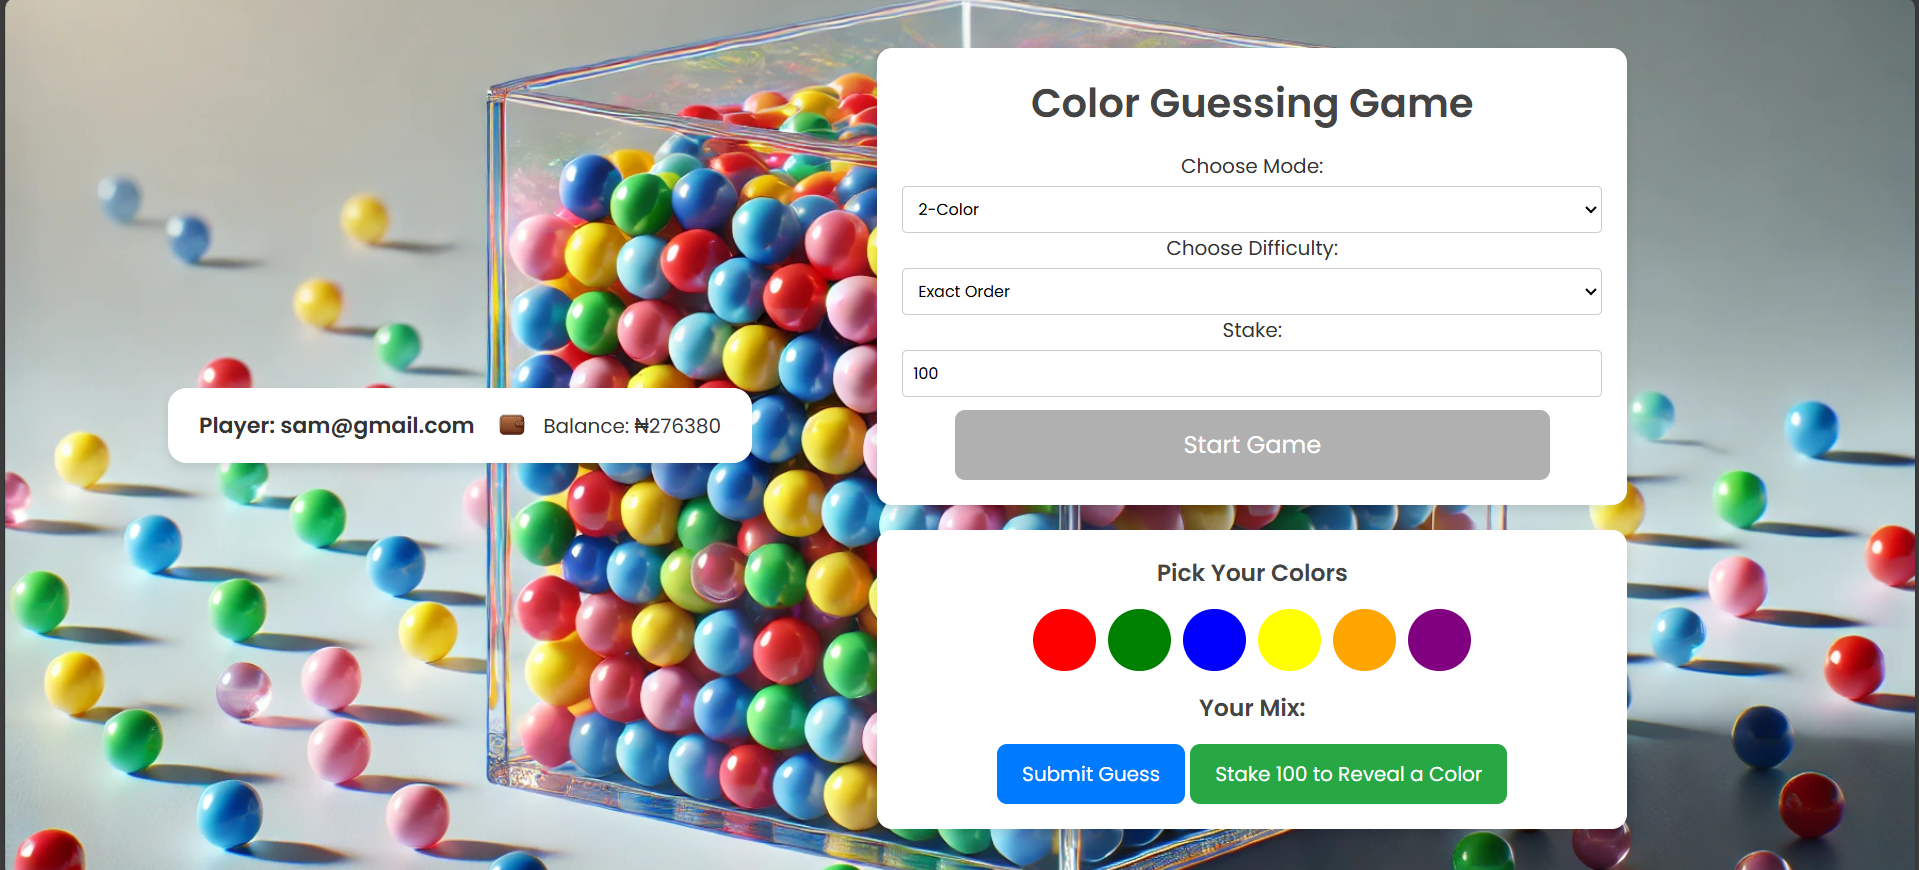 Color Guessing Game
Choose Mode:
2-Color
Choose Difficulty:
Exact Order
Stake:
100
Start Game
Player: sam@gmail.com Balance: ₦276380
Pick Your Colors
Your Mix:
Submit Guess Stake 100 to Reveal a Color